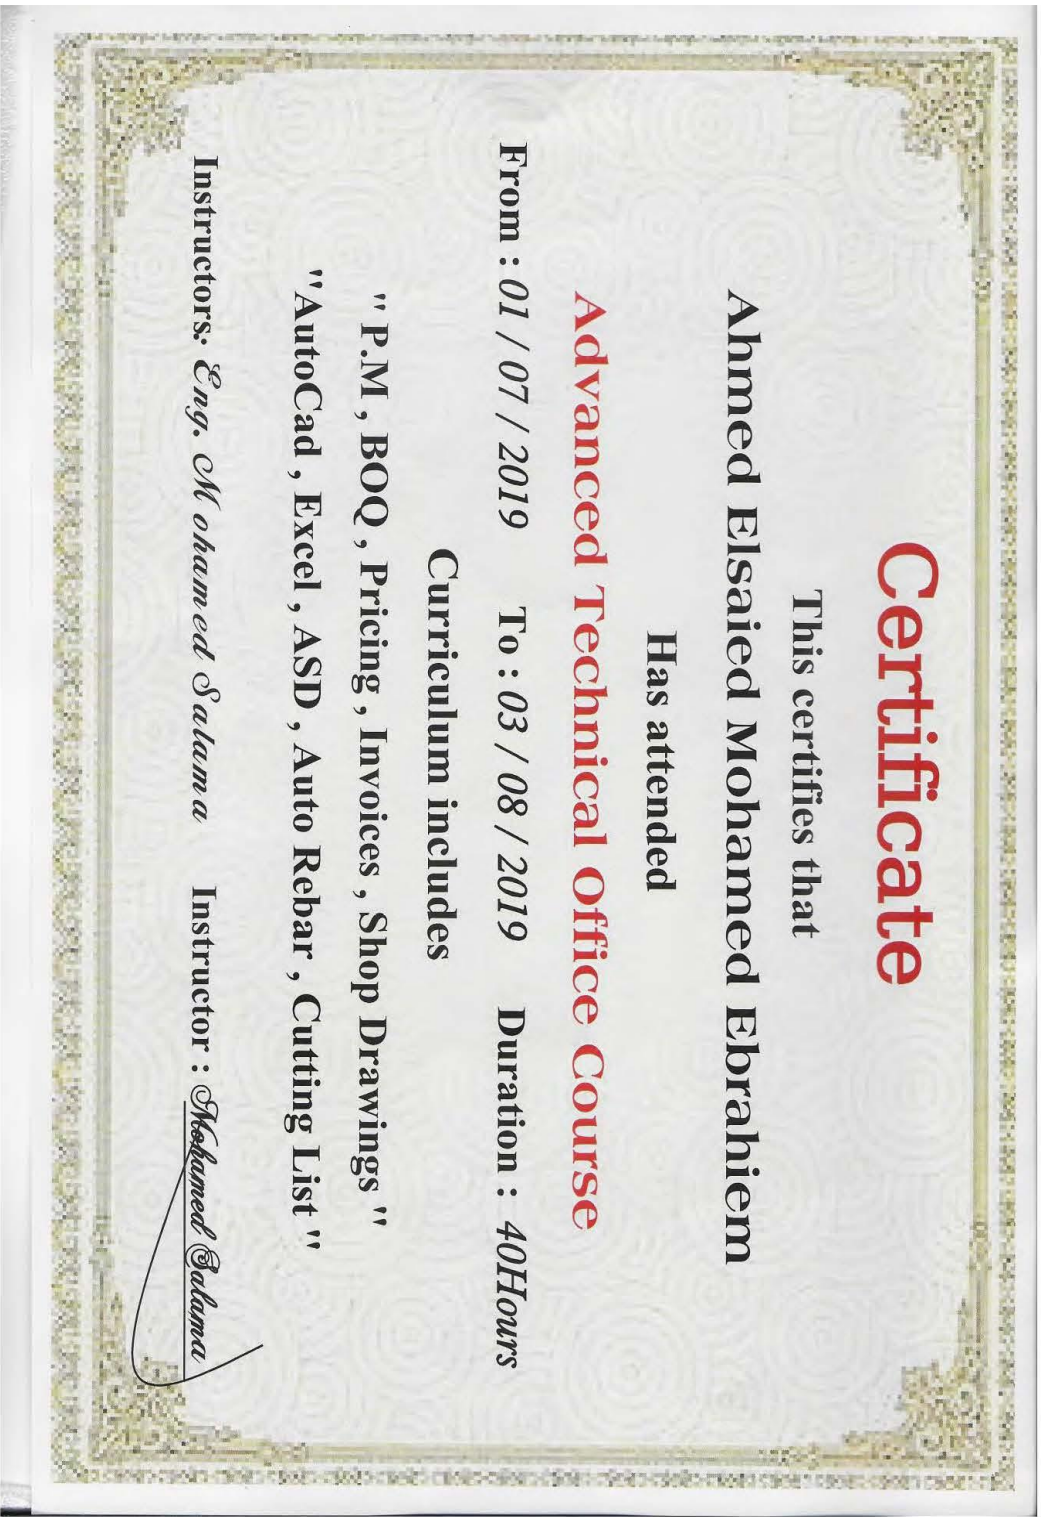 Certificate
This certifies that
Ahmed Elsaied Mohamed Ebrahiem
Has attended
Advanced Technical Office Course
From : 01 / 07 / 2019 To : 03 / 08 / 2019 Duration : 40Hours
Curriculum includes
" P.M , BOQ , Pricing , Invoices , Shop Drawings "
"AutoCad , Excel , ASD , Auto Rebar , Cutting List "
Instructors: Eng. Mohamed Salama Instructor : Mohamed Salama